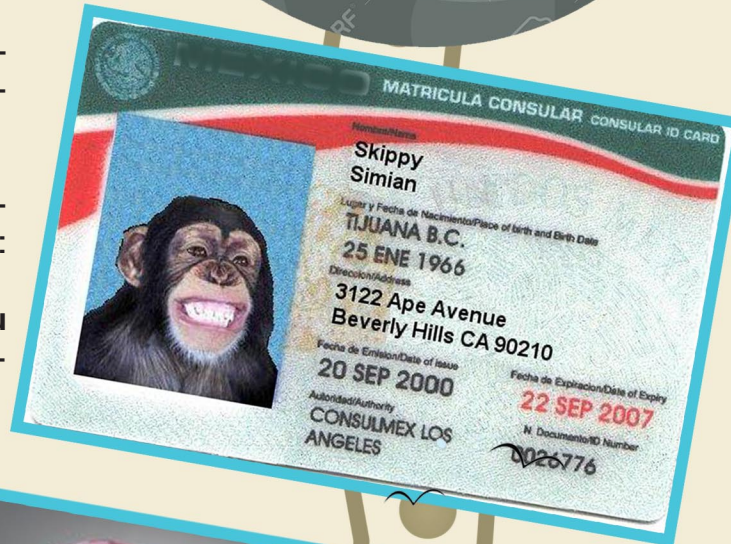 MATRICULA CONSULAR CONSULAR ID CARD
Nombre/Name
Skippy
Simian
Lugar y Fecha de Nacimiento/Place of birth and Birth Date
TIJUANA B.C.
25 ENE 1966
Direccion/Address
3122 Ape Avenue
Beverly Hills CA 90210
Fecha de Emision/Date of issue
20 SEP 2000
Fecha de Expiracion/Date of Expiry
22 SEP 2007
Autoridad/Authority
CONSULMEX LOS
ANGELES
N. Documento/ID Number
0026776